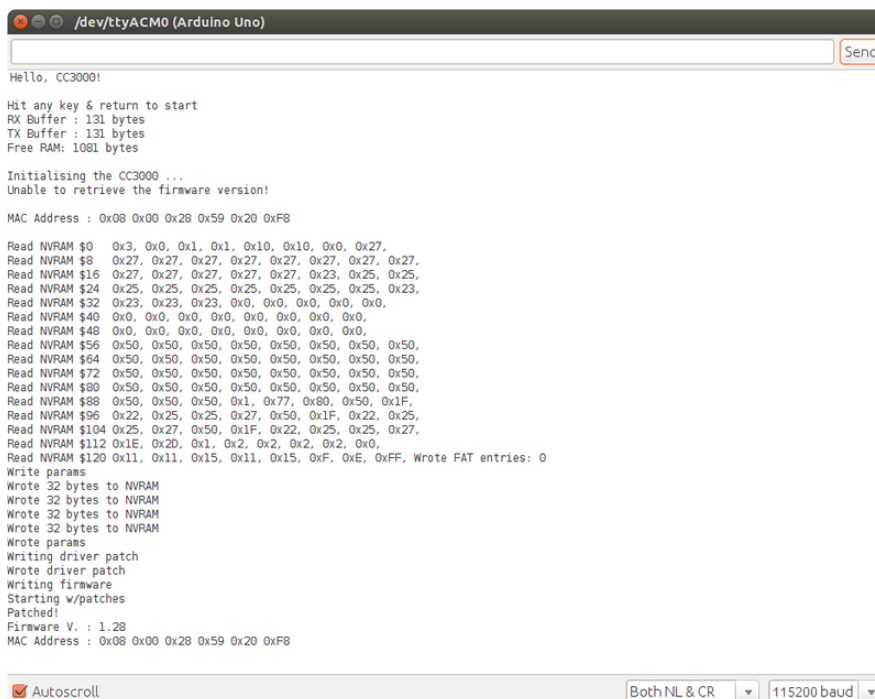 /dev/ttyACM0 (Arduino Uno)
Send
Hello, CC3000!
Hit any key & return to start
RX Buffer : 131 bytes
TX Buffer : 131 bytes
Free RAM: 1081 bytes
Initialising the CC3000 ...
Unable to retrieve the firmware version!
MAC Address : 0x08 0x00 0x28 0x59 0x20 0xF8
Read NVRAM $0   0x3, 0x0, 0x1, 0x1, 0x10, 0x10, 0x0, 0x27,
Read NVRAM $8   0x27, 0x27, 0x27, 0x27, 0x27, 0x27, 0x27, 0x27,
Read NVRAM $16  0x27, 0x27, 0x27, 0x27, 0x27, 0x23, 0x25, 0x25,
Read NVRAM $24  0x25, 0x25, 0x25, 0x25, 0x25, 0x25, 0x25, 0x23,
Read NVRAM $32  0x23, 0x23, 0x23, 0x0, 0x0, 0x0, 0x0, 0x0,
Read NVRAM $40  0x0, 0x0, 0x0, 0x0, 0x0, 0x0, 0x0, 0x0,
Read NVRAM $48  0x0, 0x0, 0x0, 0x0, 0x0, 0x0, 0x0, 0x0,
Read NVRAM $56  0x50, 0x50, 0x50, 0x50, 0x50, 0x50, 0x50, 0x50,
Read NVRAM $64  0x50, 0x50, 0x50, 0x50, 0x50, 0x50, 0x50, 0x50,
Read NVRAM $72  0x50, 0x50, 0x50, 0x50, 0x50, 0x50, 0x50, 0x50,
Read NVRAM $80  0x50, 0x50, 0x50, 0x50, 0x50, 0x50, 0x50, 0x50,
Read NVRAM $88  0x50, 0x50, 0x50, 0x1, 0x77, 0x80, 0x50, 0x1F,
Read NVRAM $96  0x22, 0x25, 0x25, 0x27, 0x50, 0x1F, 0x22, 0x25,
Read NVRAM $104 0x25, 0x27, 0x50, 0x1F, 0x22, 0x25, 0x25, 0x27,
Read NVRAM $112 0x1E, 0x2D, 0x1, 0x2, 0x2, 0x2, 0x2, 0x0,
Read NVRAM $120 0x11, 0x11, 0x15, 0x11, 0x15, 0xF, 0xE, 0xFF, Wrote FAT entries: 0
Write params
Wrote 32 bytes to NVRAM
Wrote 32 bytes to NVRAM
Wrote 32 bytes to NVRAM
Wrote 32 bytes to NVRAM
Wrote params
Writing driver patch
Wrote driver patch
Writing firmware
Starting w/patches
Patched!
Firmware V. : 1.28
MAC Address : 0x08 0x00 0x28 0x59 0x20 0xF8
Autoscroll
Both NL & CR
115200 baud